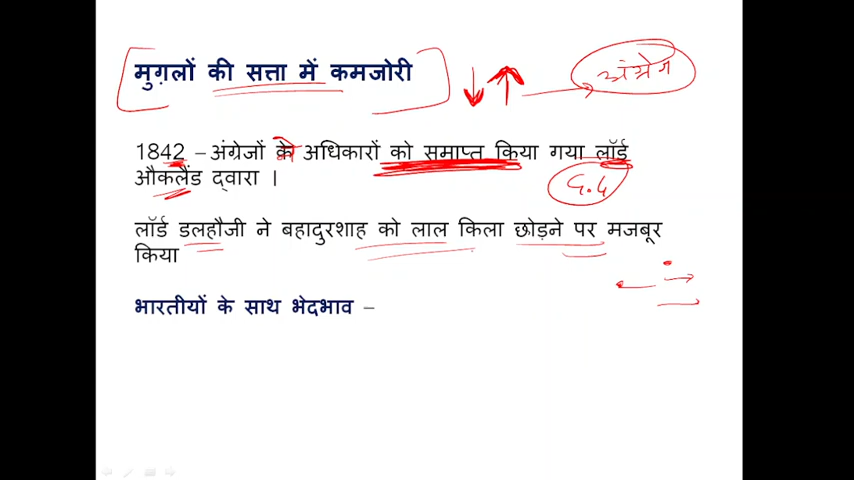 मुग़लों की सत्ता में कमजोरी
अंग्रेज
1842 – अंग्रेजों के अधिकारों को समाप्त किया गया लॉर्ड
औकलैंड द्वारा ।
G.G
लॉर्ड डलहौजी ने बहादुरशाह को लाल किला छोड़ने पर मजबूर
किया
भारतीयों के साथ भेदभाव –